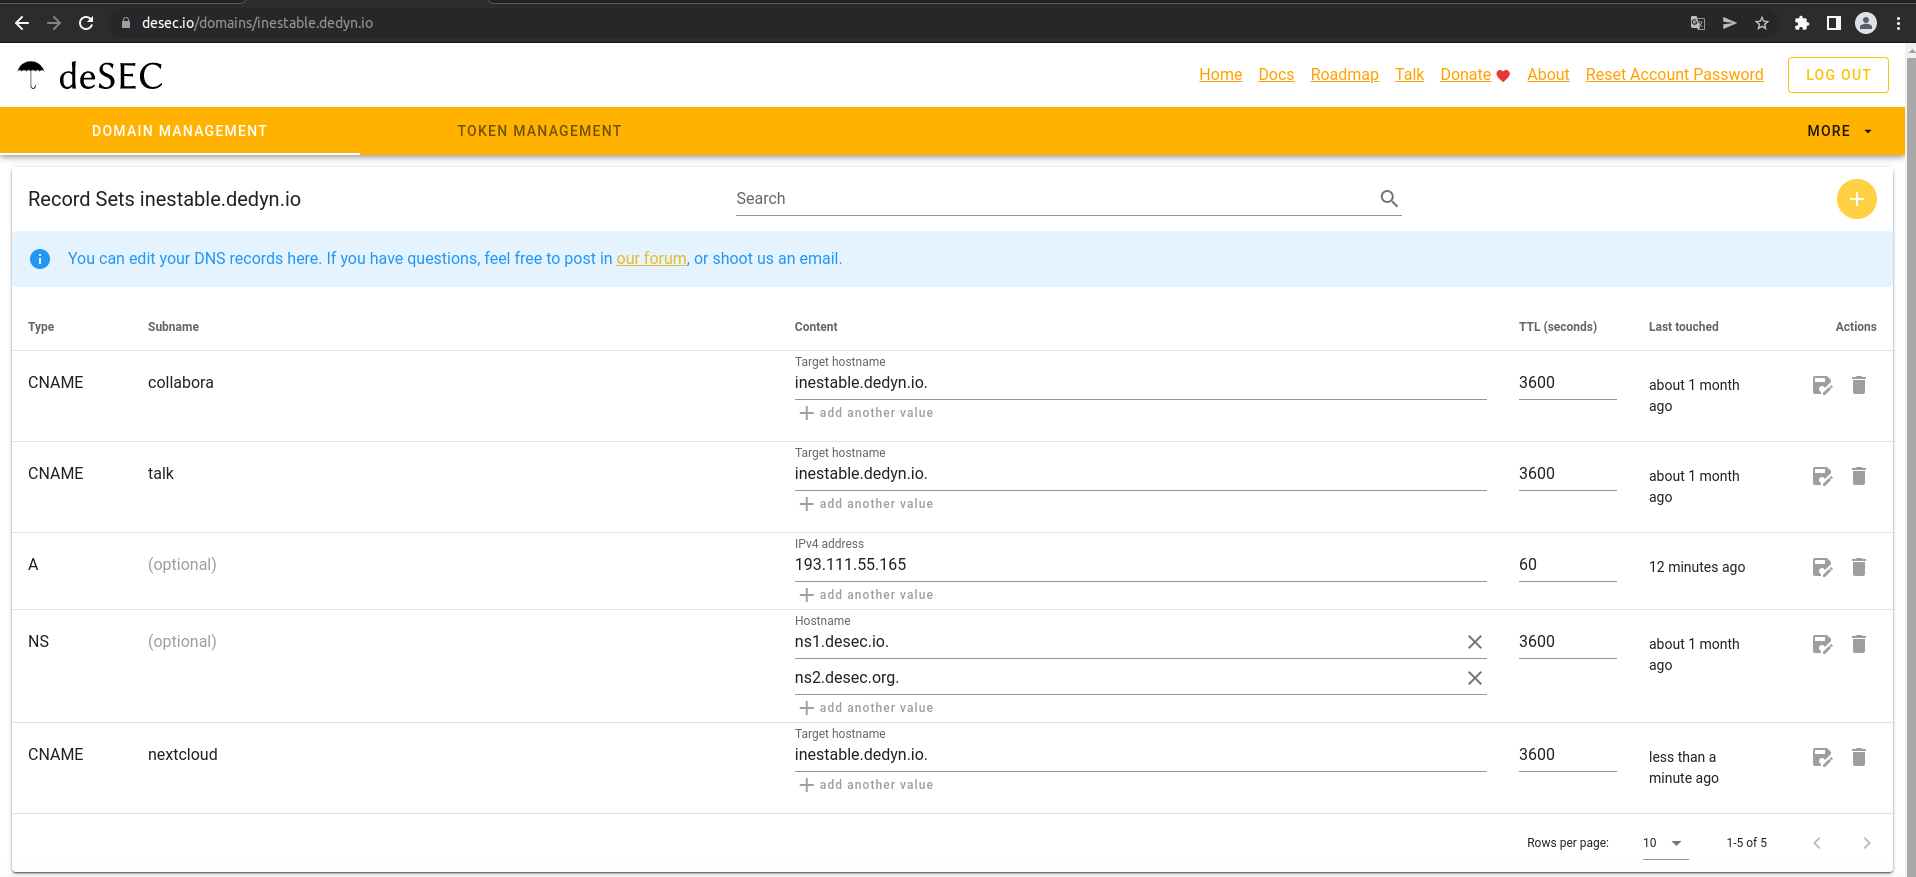 desec.io/domains/inestable.dedyn.io
deSEC
Home Docs Roadmap Talk Donate About Reset Account Password LOG OUT
DOMAIN MANAGEMENT TOKEN MANAGEMENT MORE
Record Sets inestable.dedyn.io Search
You can edit your DNS records here. If you have questions, feel free to post in our forum, or shoot us an email.
Type Subname Content TTL (seconds) Last touched Actions
Target hostname
CNAME collabora inestable.dedyn.io. 3600 about 1 month
ago
add another value
Target hostname
CNAME talk inestable.dedyn.io. 3600 about 1 month
ago
add another value
IPv4 address
A (optional) 193.111.55.165 60 12 minutes ago
add another value
Hostname
NS (optional) ns1.desec.io. 3600 about 1 month
ago
ns2.desec.org.
add another value
Target hostname
CNAME nextcloud inestable.dedyn.io. 3600 less than a
minute ago
add another value
Rows per page: 10 1-5 of 5